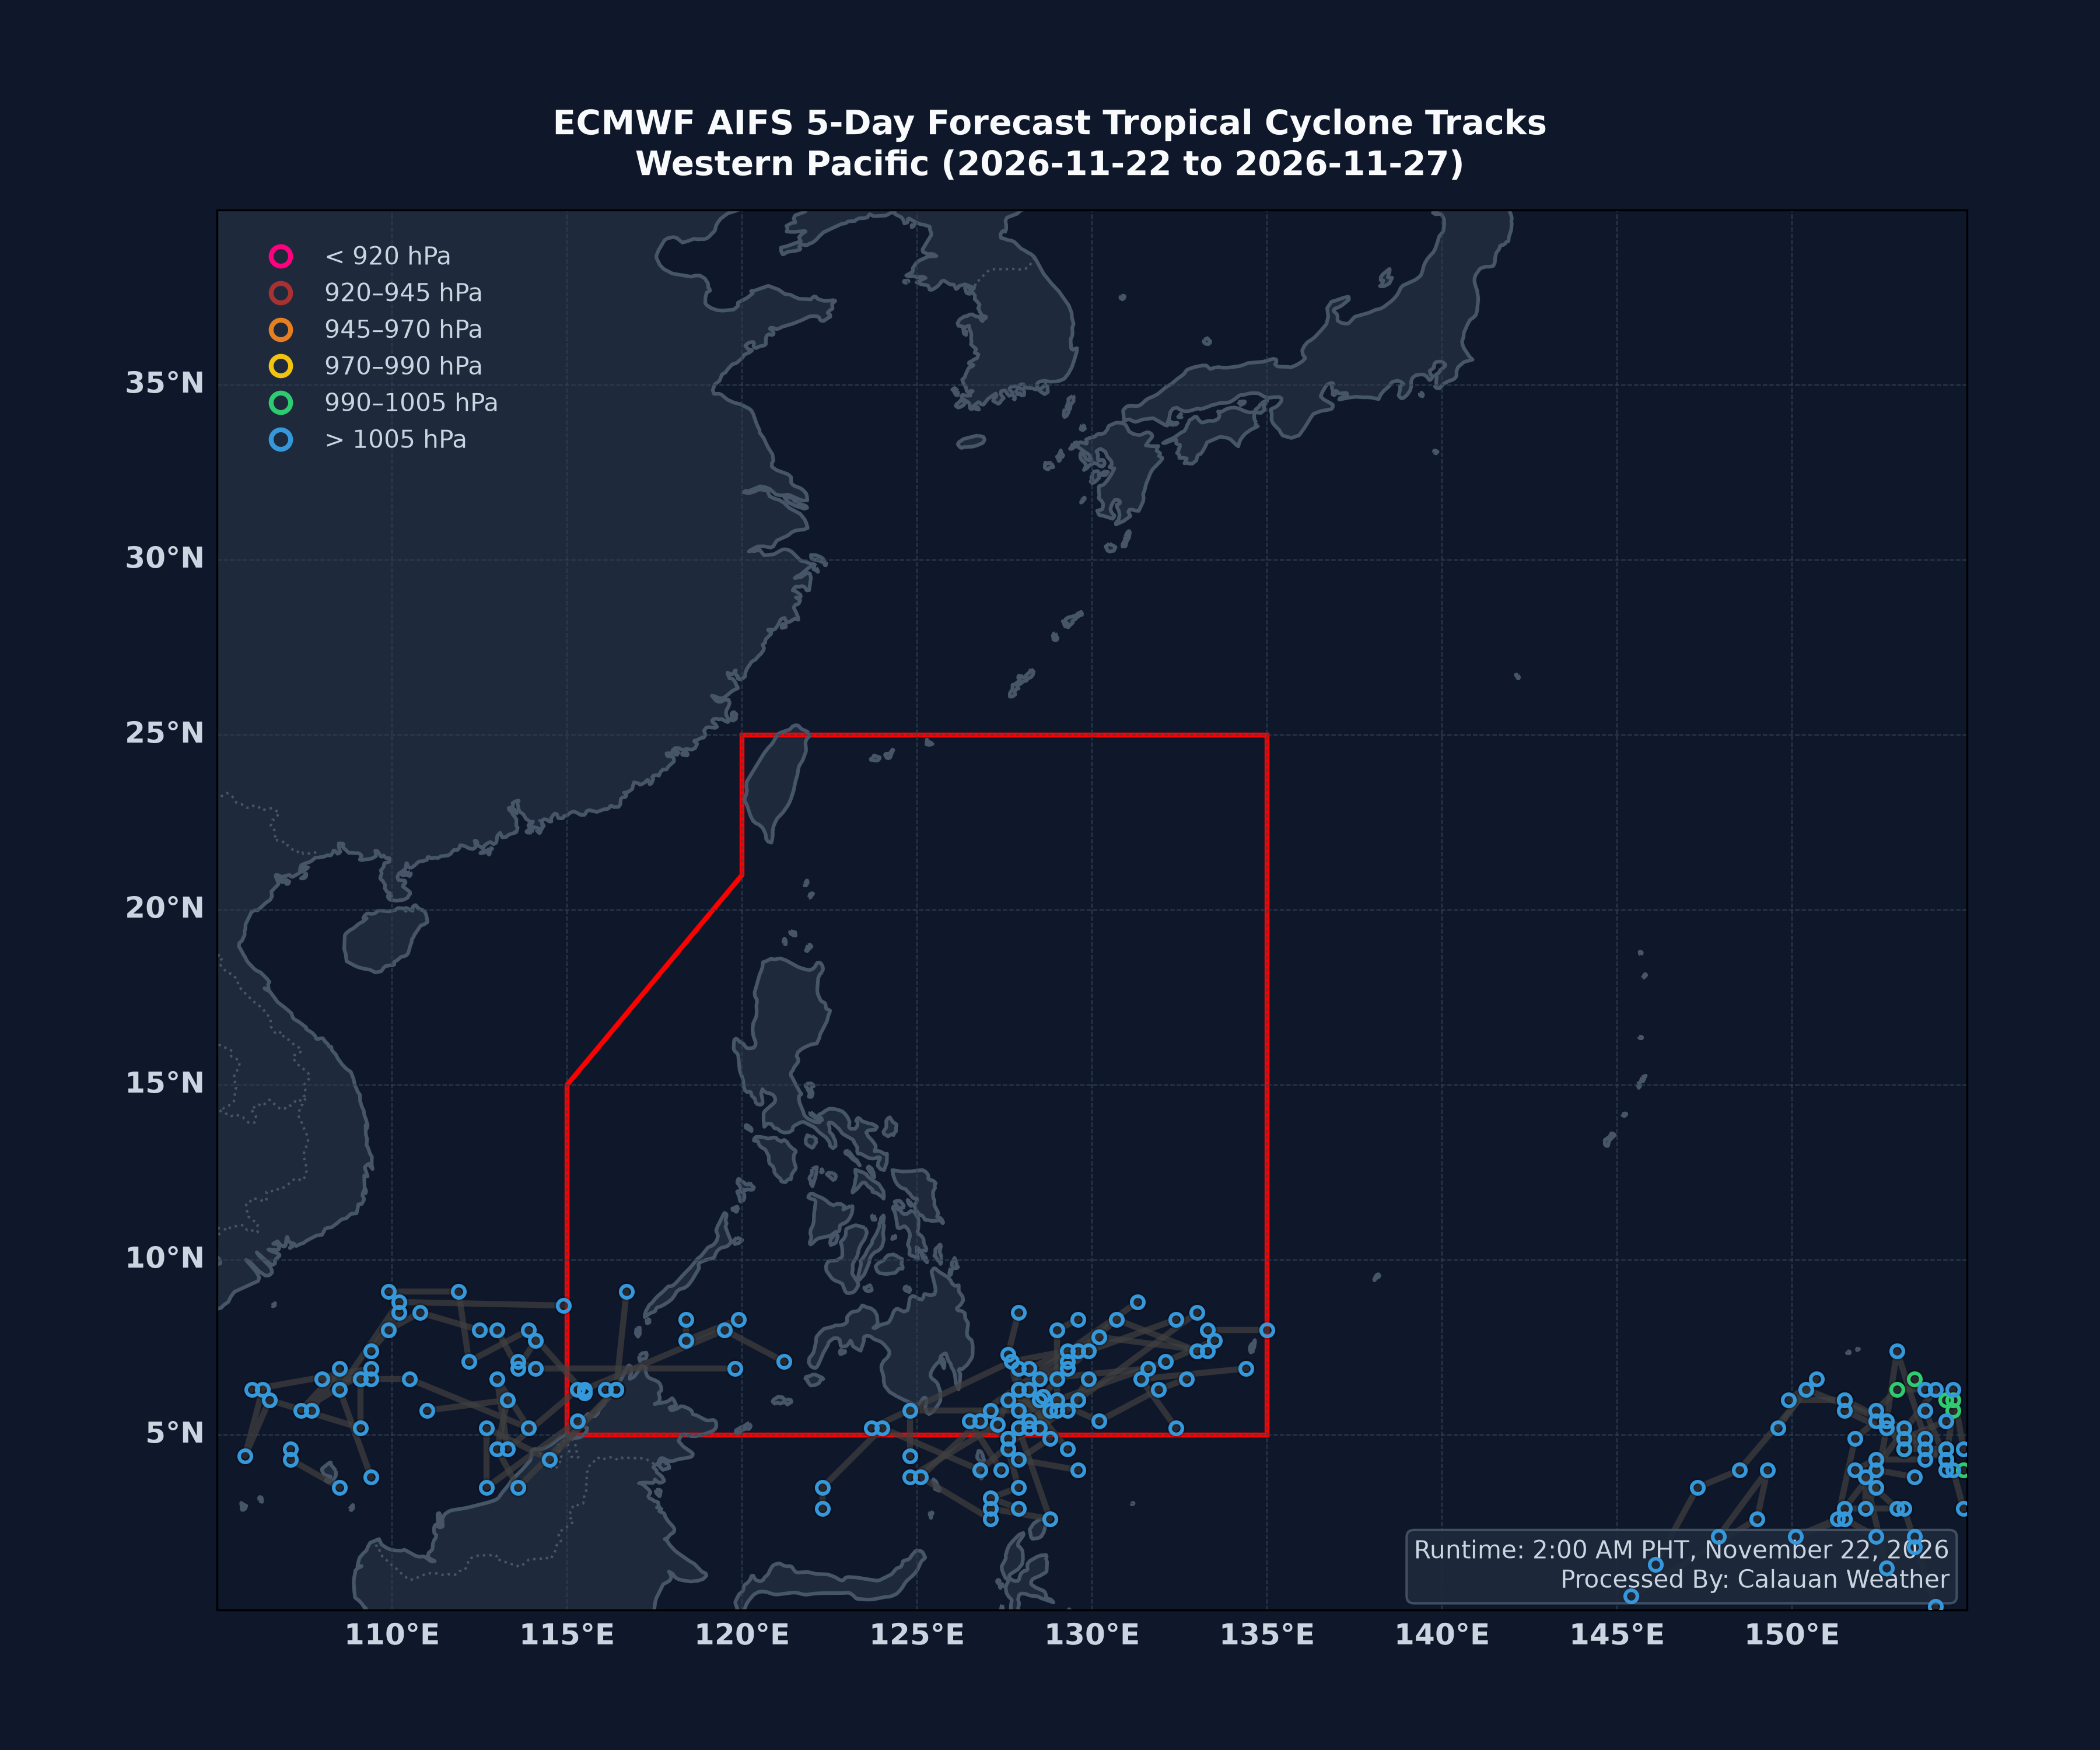 ECMWF AIFS 5-Day Forecast Tropical Cyclone Tracks
Western Pacific (2026-11-22 to 2026-11-27)
< 920 hPa
920–945 hPa
945–970 hPa
970–990 hPa
990–1005 hPa
> 1005 hPa
35°N
30°N
25°N
20°N
15°N
10°N
5°N
Runtime: 2:00 AM PHT, November 22, 2026
Processed By: Calauan Weather
110°E 115°E 120°E 125°E 130°E 135°E 140°E 145°E 150°E